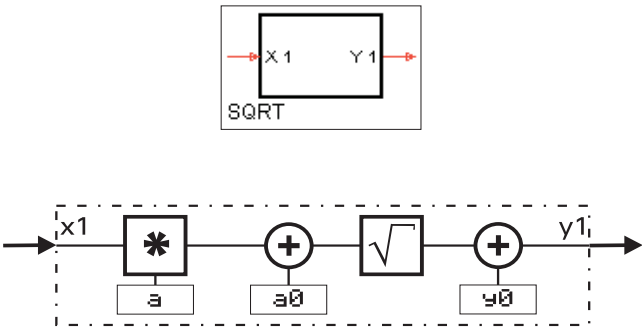 X1 Y1
SQRT
x1 y1
* + √ +
a a0 y0